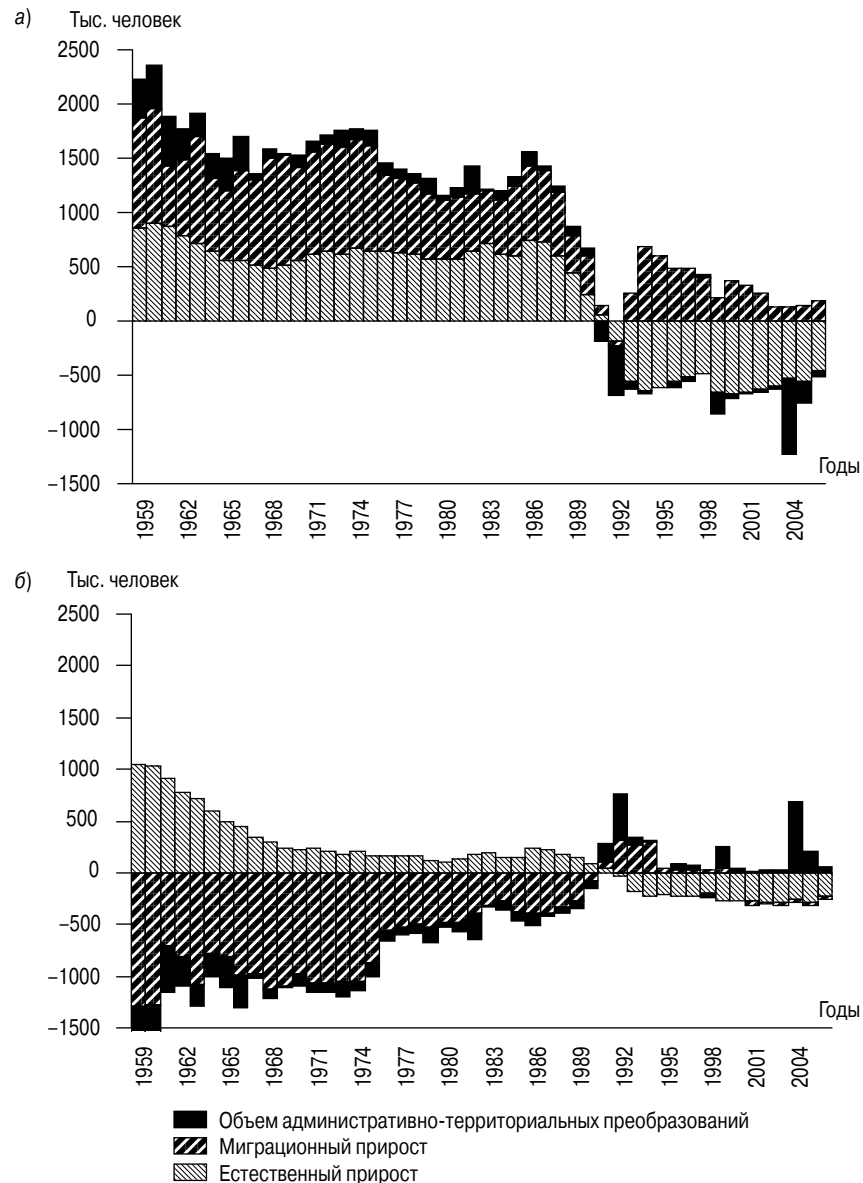 а) Тыс. человек
2500
2000
1500
1000
500
0
–500
–1000
–1500
Годы
1959 1962 1965 1968 1971 1974 1977 1980 1983 1986 1989 1992 1995 1998 2001 2004
б) Тыс. человек
2500
2000
1500
1000
500
0
–500
–1000
–1500
Годы
1959 1962 1965 1968 1971 1974 1977 1980 1983 1986 1989 1992 1995 1998 2001 2004
Объем административно-территориальных преобразований
Миграционный прирост
Естественный прирост